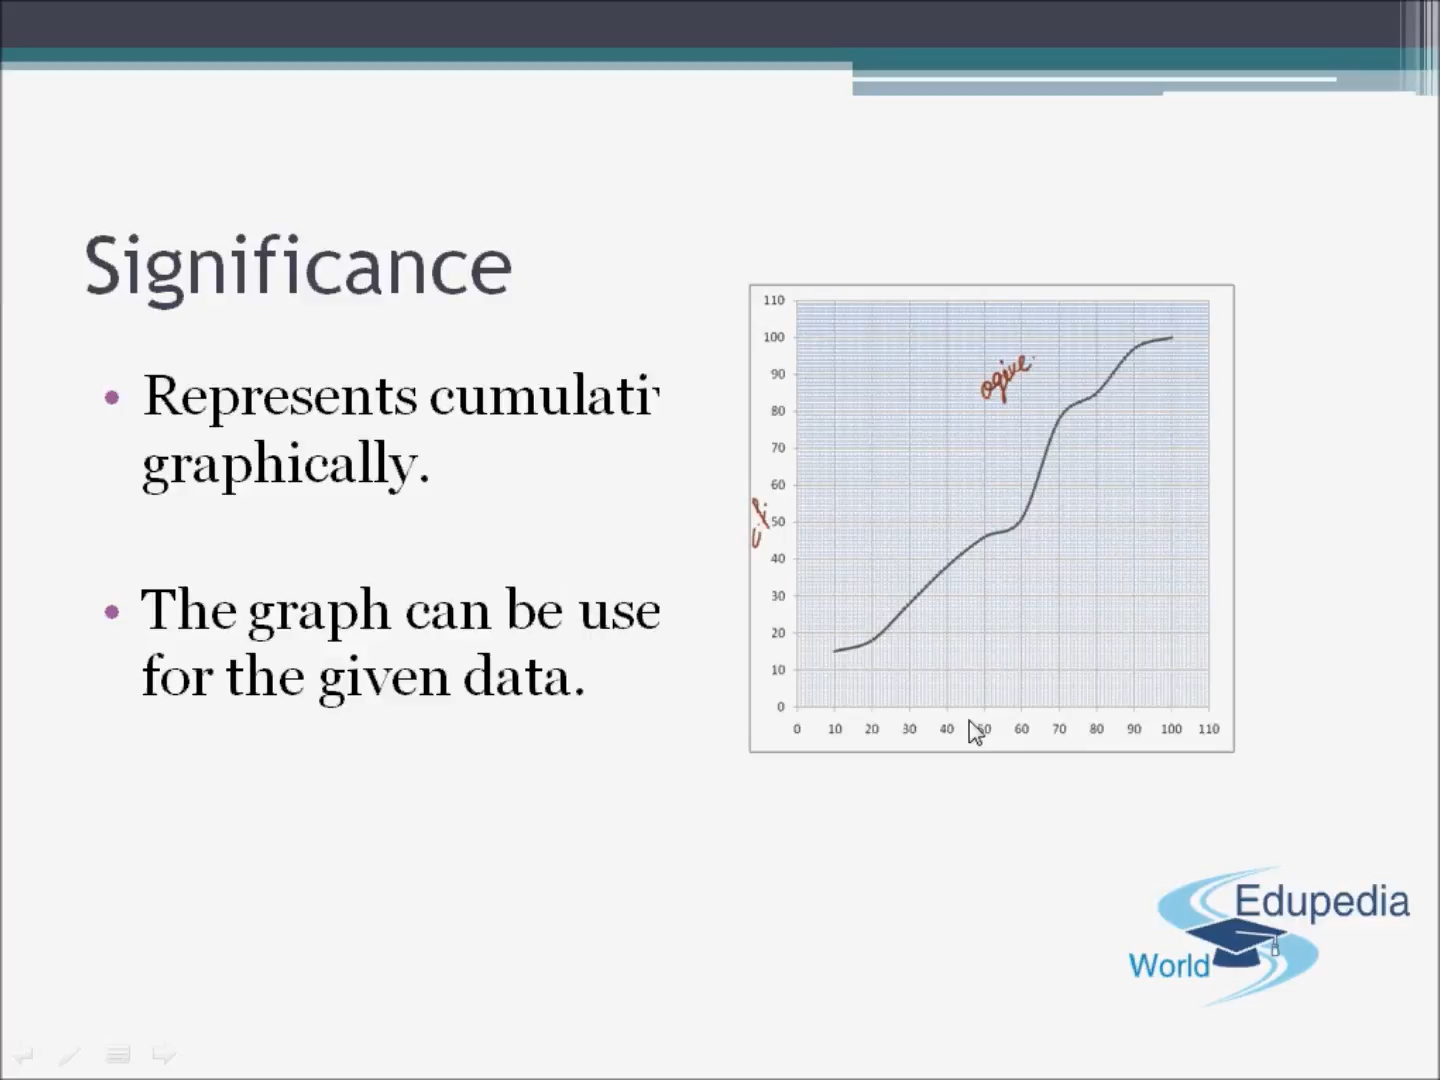 Significance
• Represents cumulativ
graphically.
• The graph can be use
for the given data.
110
100
90
80
70
60
50
40
30
20
10
0
0 10 20 30 40 50 60 70 80 90 100 110
ogive
c.f.
Edupedia
World